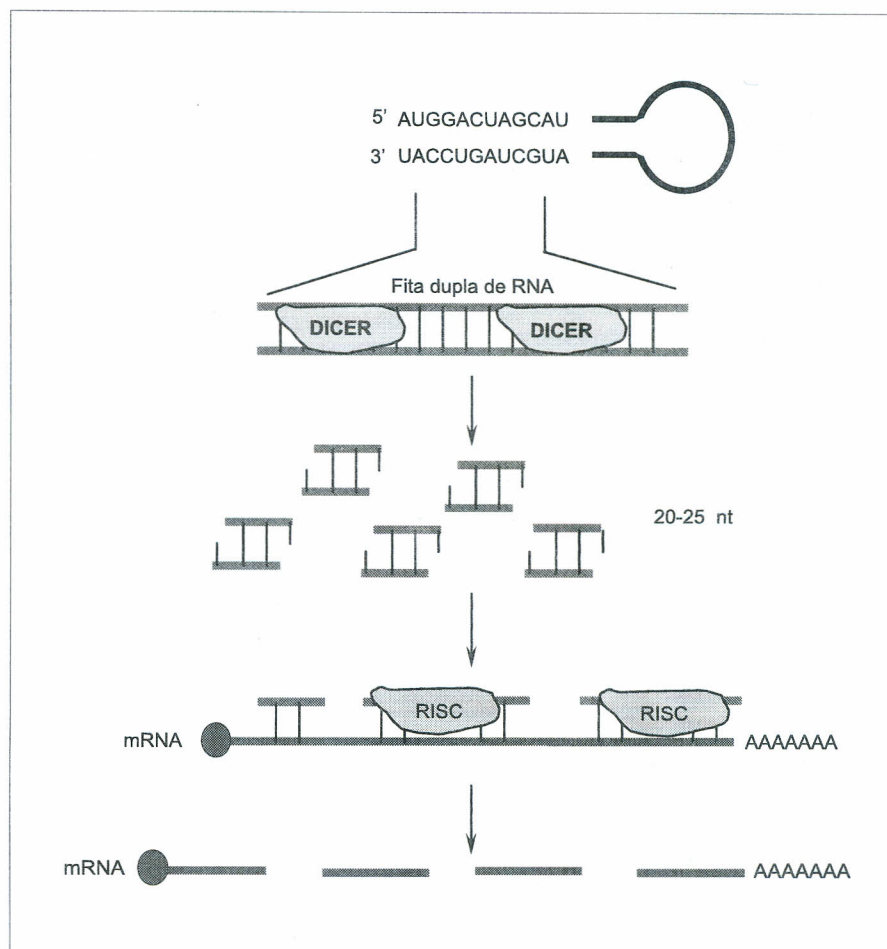 5' AUGGACUAGCAU
3' UACCUGAUCGUA
Fita dupla de RNA
DICER DICER
20-25 nt
RISC RISC
mRNA AAAAAAA
mRNA AAAAAAA